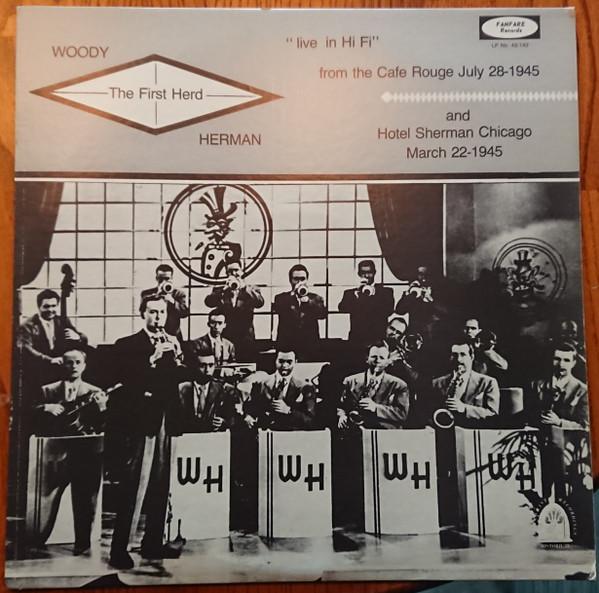 WOODY
The First Herd
HERMAN
"live in Hi Fi"
FANFARE
Records
from the Cafe Rouge July 28-1945
and
Hotel Sherman Chicago
March 22-1945
WH
WH
WH
WH